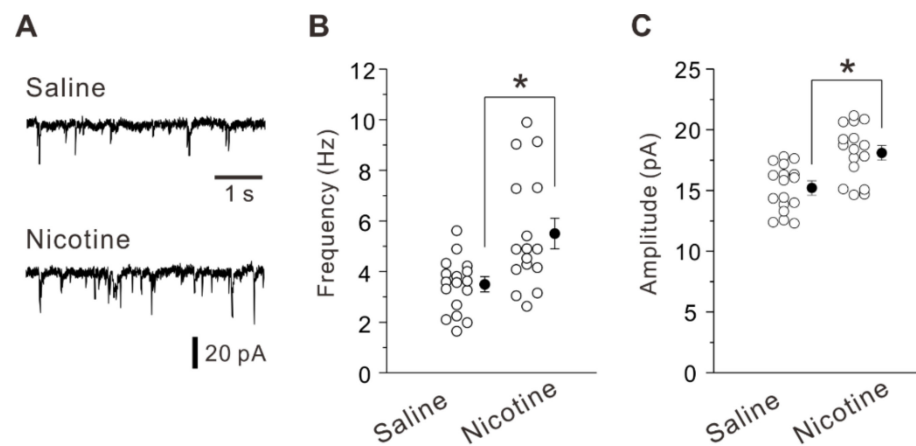 A
Saline
1 s
Nicotine
20 pA
B
Frequency (Hz)
12
10
8
6
4
2
0
*
Saline
Nicotine
C
Amplitude (pA)
25
20
15
10
5
0
*
Saline
Nicotine